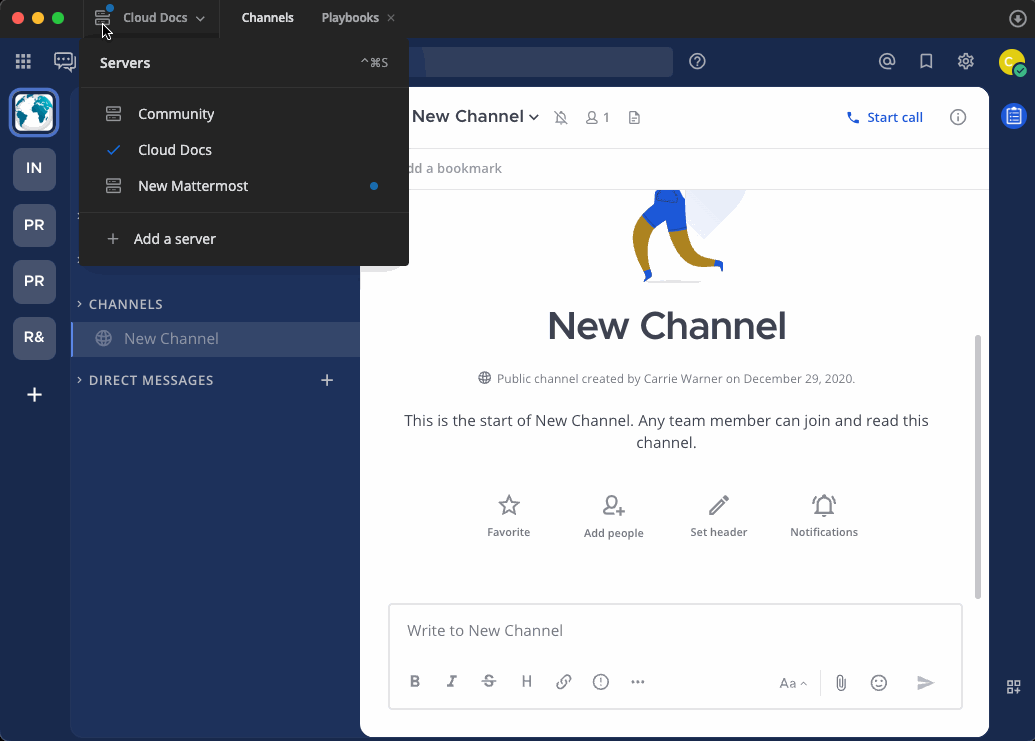 Cloud Docs
Channels
Playbooks
Servers
^⌘S
Community
Cloud Docs
New Mattermost
Add a server
C
IN
PR
PR
R&
CHANNELS
New Channel
DIRECT MESSAGES
New Channel
1
Start call
dd a bookmark
New Channel
Public channel created by Carrie Warner on December 29, 2020.
This is the start of New Channel. Any team member can join and read this
channel.
Favorite
Add people
Set header
Notifications
Write to New Channel
B I S H
Aa